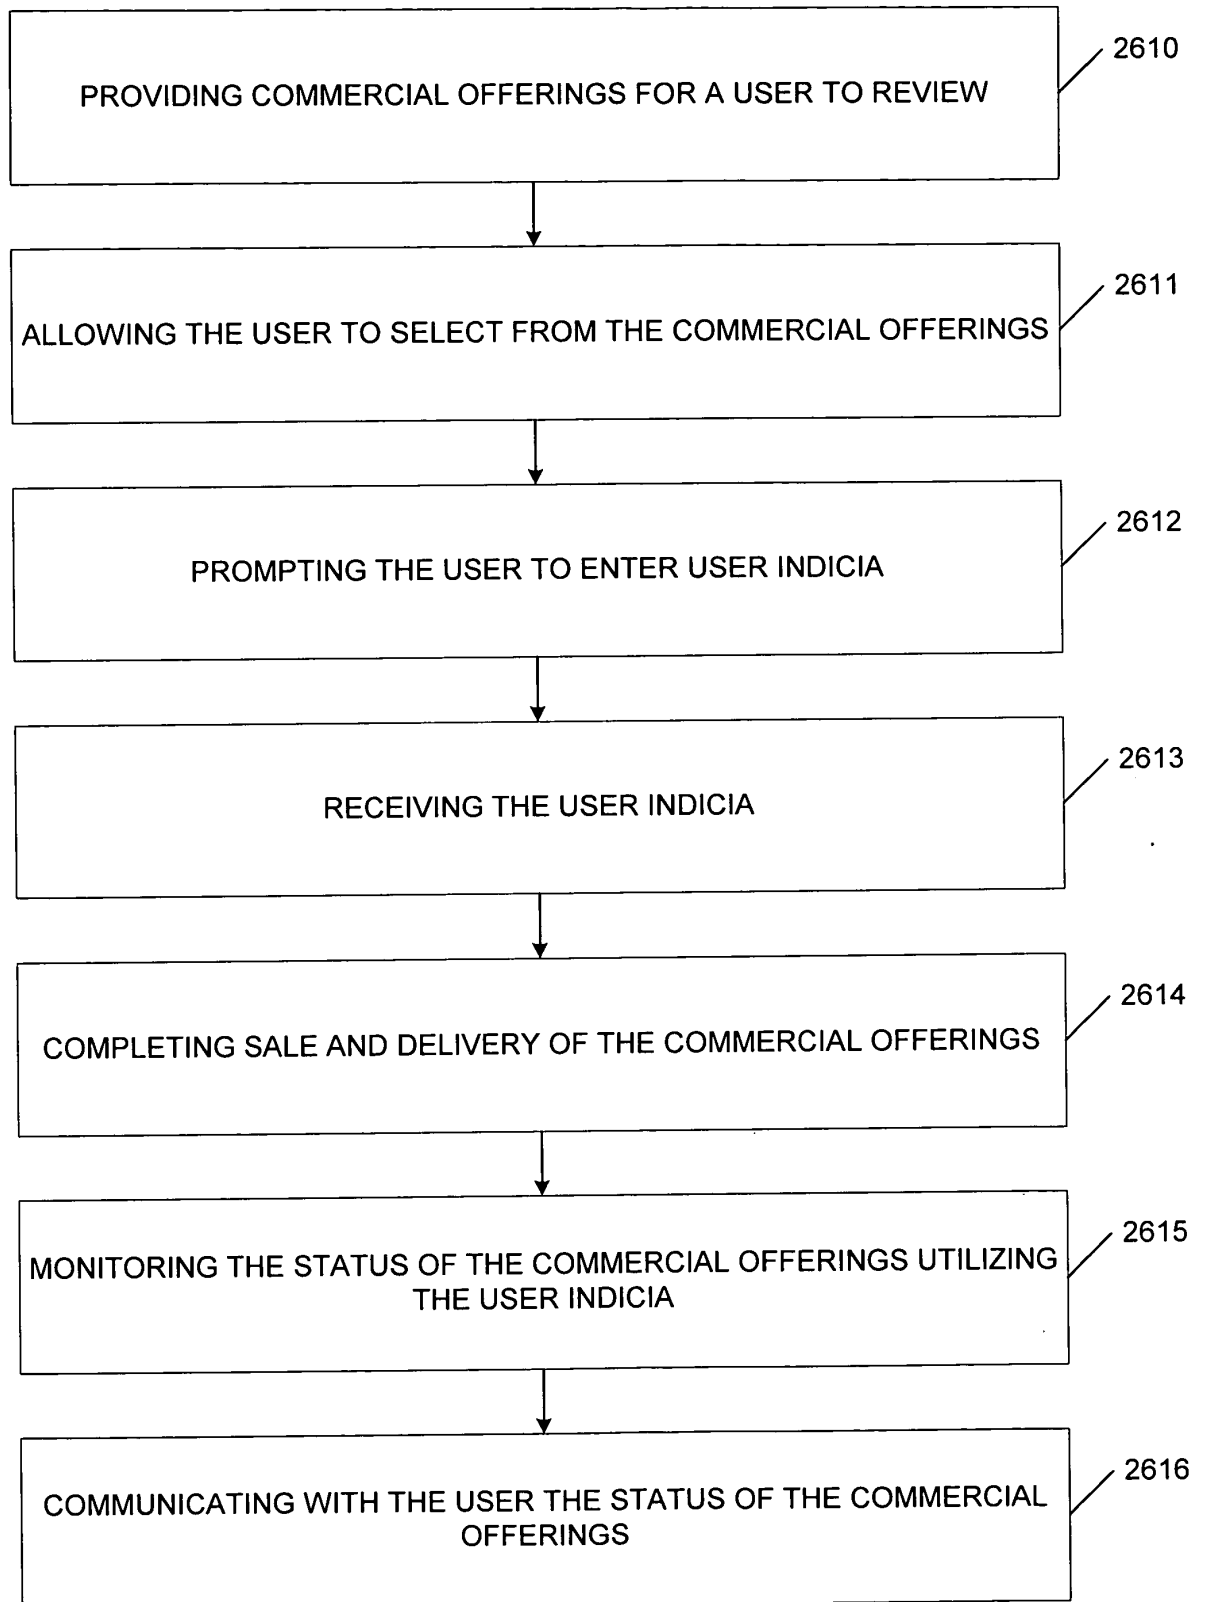 2610
PROVIDING COMMERCIAL OFFERINGS FOR A USER TO REVIEW
2611
ALLOWING THE USER TO SELECT FROM THE COMMERCIAL OFFERINGS
2612
PROMPTING THE USER TO ENTER USER INDICIA
2613
RECEIVING THE USER INDICIA
2614
COMPLETING SALE AND DELIVERY OF THE COMMERCIAL OFFERINGS
2615
MONITORING THE STATUS OF THE COMMERCIAL OFFERINGS UTILIZING
THE USER INDICIA
2616
COMMUNICATING WITH THE USER THE STATUS OF THE COMMERCIAL
OFFERINGS